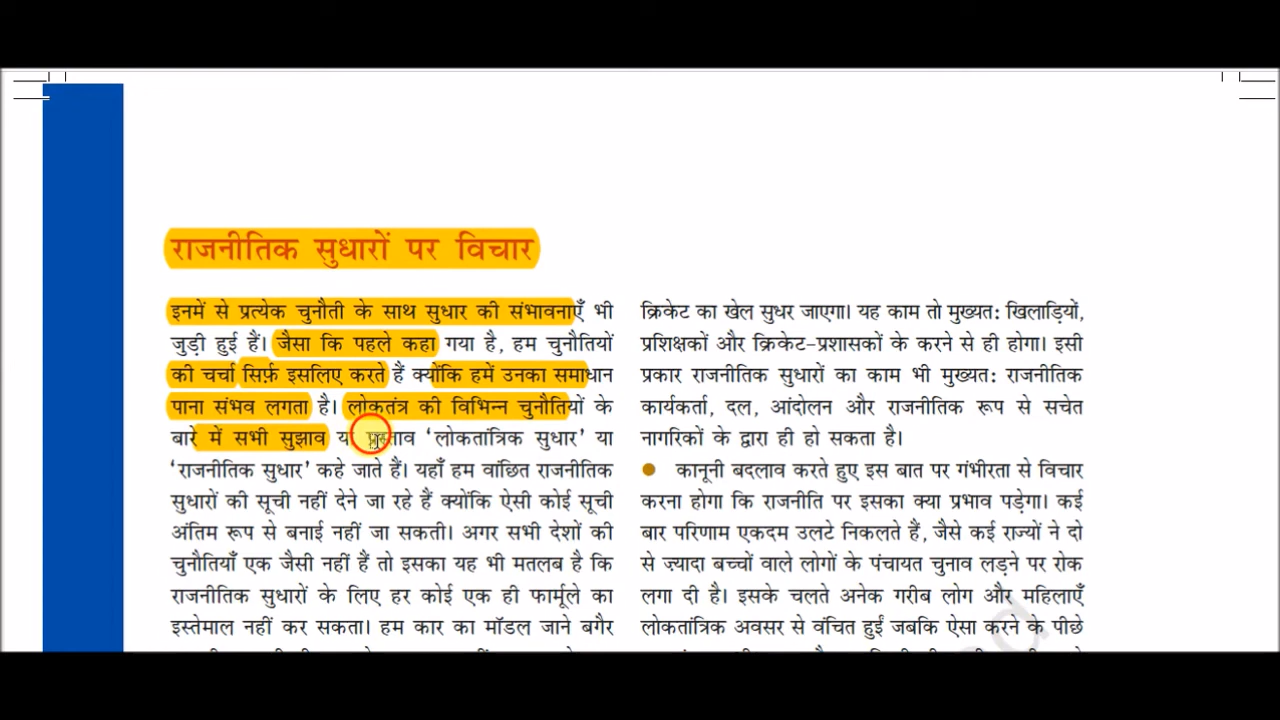 राजनीतिक सुधारों पर विचार
इनमें से प्रत्येक चुनौती के साथ सुधार की संभावनाएँ भी
जुड़ी हुई हैं। जैसा कि पहले कहा गया है, हम चुनौतियों
की चर्चा सिर्फ़ इसलिए करते हैं क्योंकि हमें उनका समाधान
पाना संभव लगता है। लोकतंत्र की विभिन्न चुनौतियों के
बारे में सभी सुझाव या प्रस्ताव ‘लोकतांत्रिक सुधार’ या
‘राजनीतिक सुधार’ कहे जाते हैं। यहाँ हम वांछित राजनीतिक
सुधारों की सूची नहीं देने जा रहे हैं क्योंकि ऐसी कोई सूची
अंतिम रूप से बनाई नहीं जा सकती। अगर सभी देशों की
चुनौतियाँ एक जैसी नहीं हैं तो इसका यह भी मतलब है कि
राजनीतिक सुधारों के लिए हर कोई एक ही फार्मूले का
इस्तेमाल नहीं कर सकता। हम कार का मॉडल जाने बगैर
क्रिकेट का खेल सुधर जाएगा। यह काम तो मुख्यत: खिलाड़ियों,
प्रशिक्षकों और क्रिकेट-प्रशासकों के करने से ही होगा। इसी
प्रकार राजनीतिक सुधारों का काम भी मुख्यत: राजनीतिक
कार्यकर्ता, दल, आंदोलन और राजनीतिक रूप से सचेत
नागरिकों के द्वारा ही हो सकता है।
● कानूनी बदलाव करते हुए इस बात पर गंभीरता से विचार
करना होगा कि राजनीति पर इसका क्या प्रभाव पड़ेगा। कई
बार परिणाम एकदम उलटे निकलते हैं, जैसे कई राज्यों ने दो
से ज्यादा बच्चों वाले लोगों के पंचायत चुनाव लड़ने पर रोक
लगा दी है। इसके चलते अनेक गरीब लोग और महिलाएँ
लोकतांत्रिक अवसर से वंचित हुईं जबकि ऐसा करने के पीछे